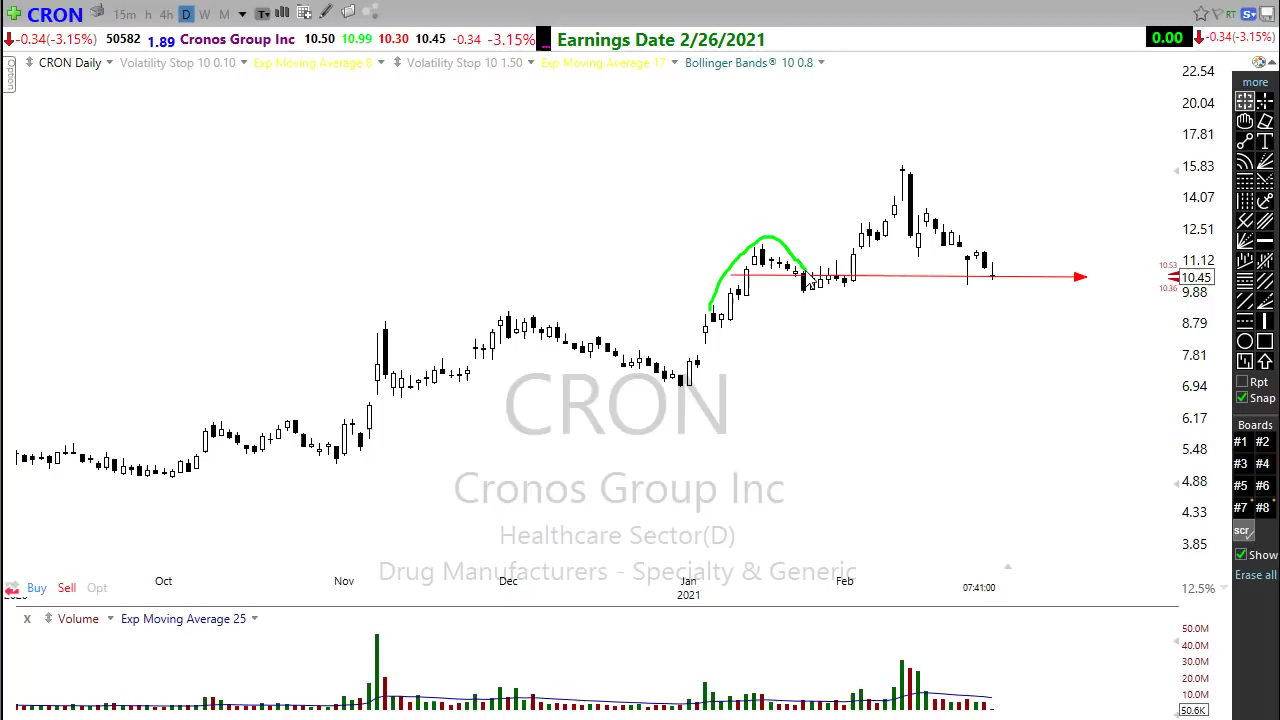 CRON 15m h 4h D W M T RT S
-0.34(-3.15%) 50582 1.89 Cronos Group Inc 10.50 10.99 10.30 10.45 -0.34 -3.15% Earnings Date 2/26/2021 0.00 -0.34(-3.15%)
Option
CRON Daily Volatility Stop 10 0.10 Exp Moving Average 8 Volatility Stop 10 1.50 Exp Moving Average 17 Bollinger Bands® 10 0.8
22.54
20.04
17.81
15.83
14.07
12.51
11.12
10.53
10.45
10.36
9.88
8.79
7.81
6.94
6.17
5.48
4.88
4.33
3.85
12.5%
more
Rpt
Snap
Boards
#1 #2
#3 #4
#5 #6
#7 #8
scr
Show
Erase all
CRON
Cronos Group Inc
Healthcare Sector(D)
Drug Manufacturers - Specialty & Generic
Oct Nov Dec Jan Feb 07:41:00
2021
Buy Sell Opt
X Volume Exp Moving Average 25
50.0M
40.0M
30.0M
20.0M
10.0M
50.6K